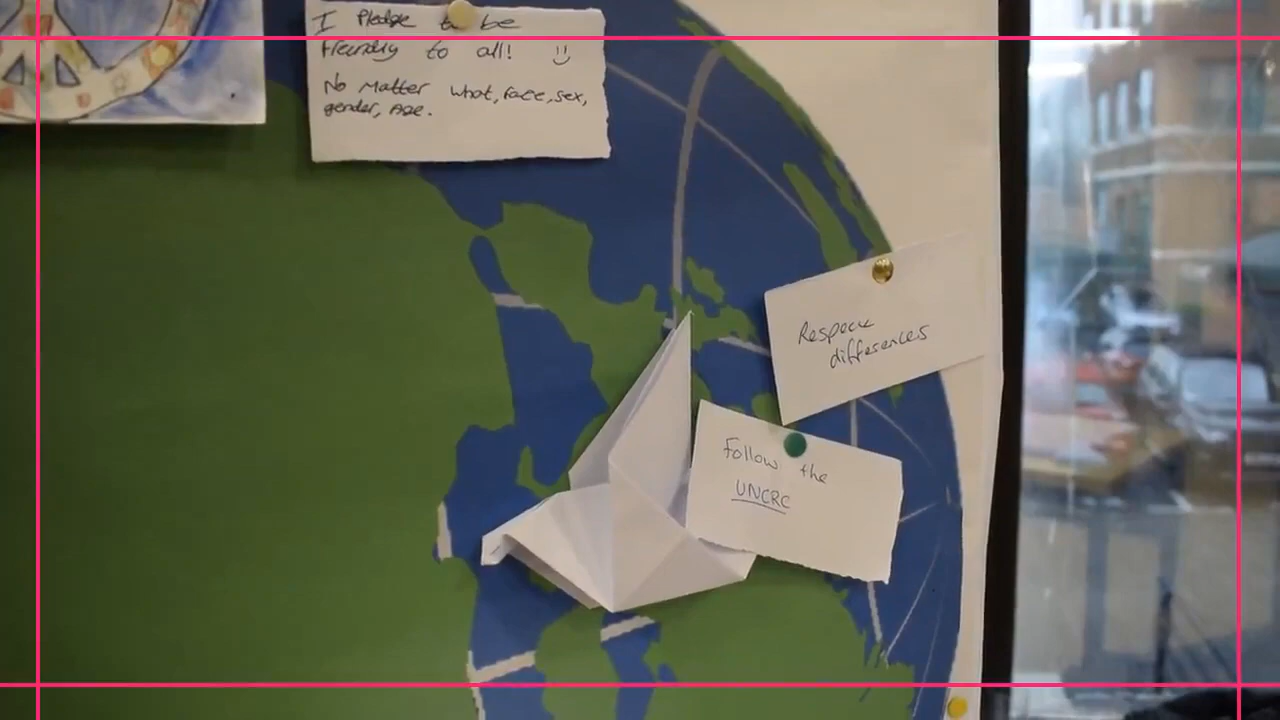 I Pledge to be
friendly to all! :)
No Matter what, race, sex,
gender, Age.
Respect
differences
Follow the
UNCRC